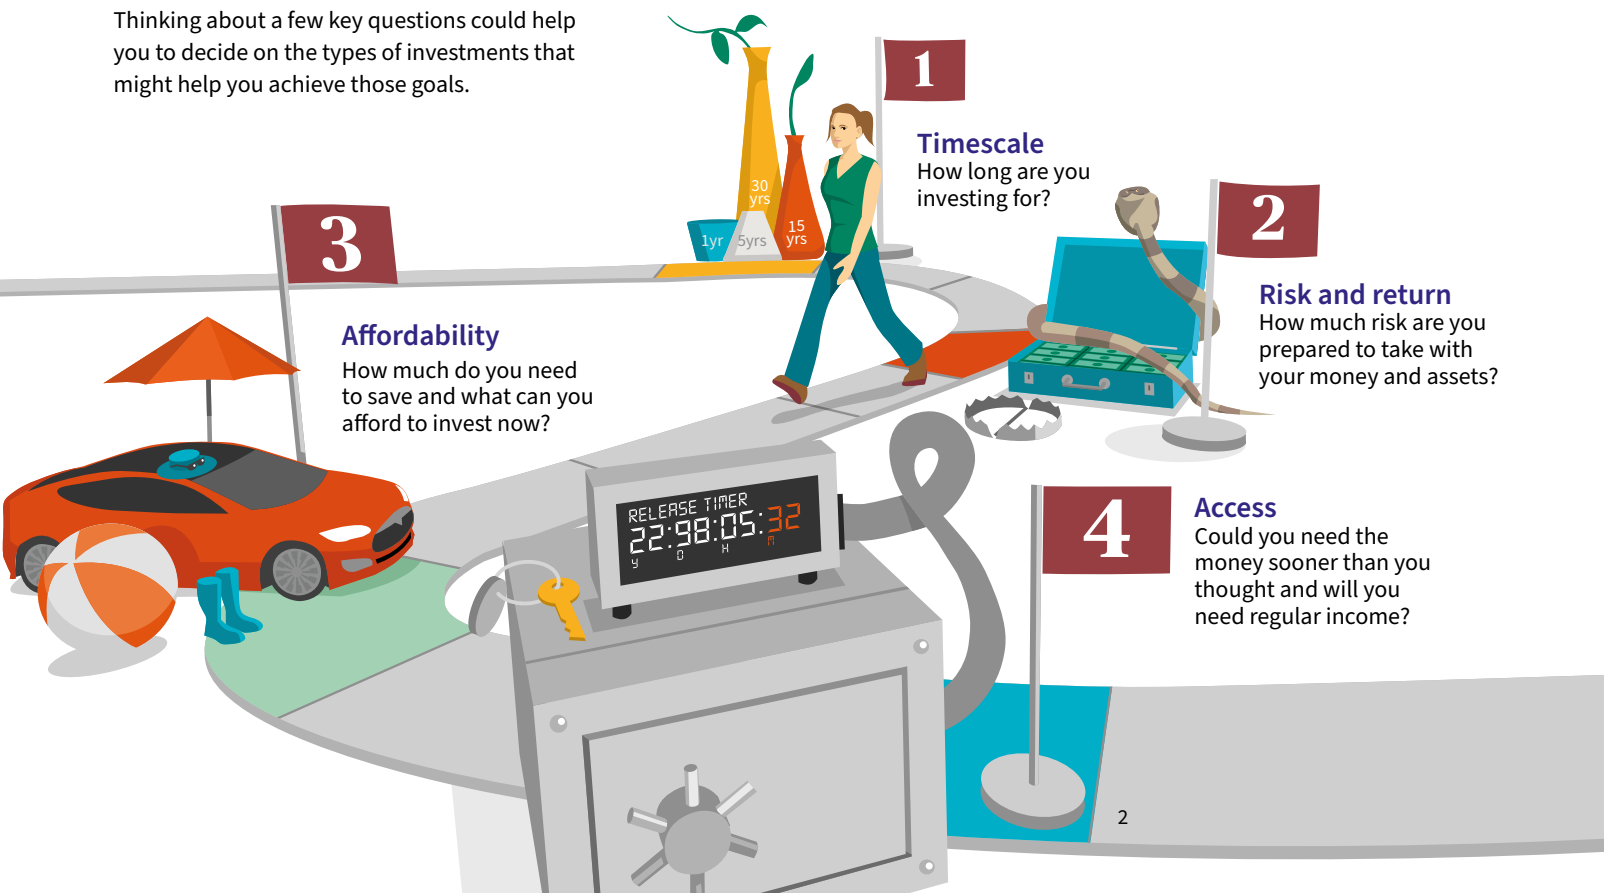 Thinking about a few key questions could help
you to decide on the types of investments that
might help you achieve those goals.
1
Timescale
How long are you
investing for?
30
yrs
15
yrs
1yr
5yrs
2
Risk and return
How much risk are you
prepared to take with
your money and assets?
3
Affordability
How much do you need
to save and what can you
afford to invest now?
RELEASE TIMER
22:98:05:32
Y D H M
4
Access
Could you need the
money sooner than you
thought and will you
need regular income?
2